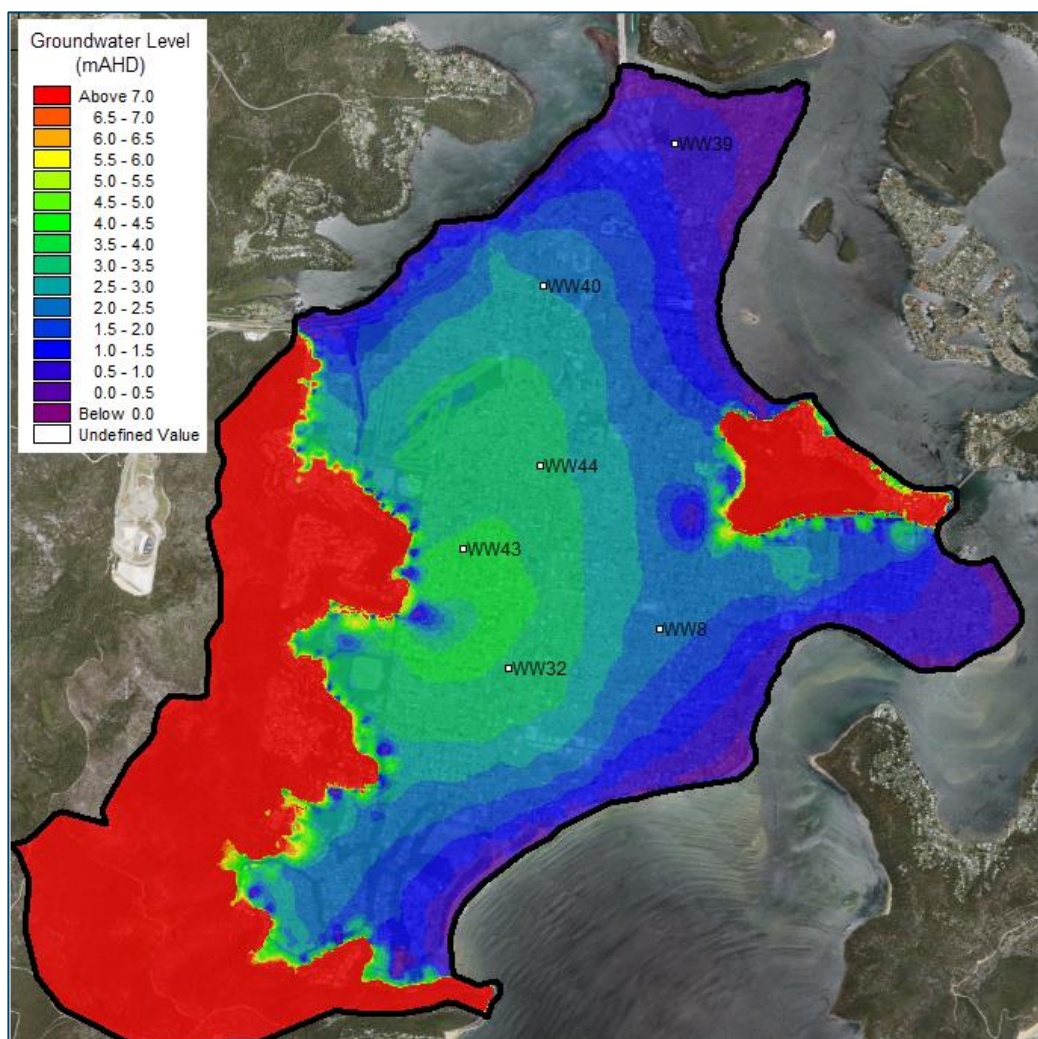 Groundwater Level
(mAHD)
Above 7.0
6.5 - 7.0
6.0 - 6.5
5.5 - 6.0
5.0 - 5.5
4.5 - 5.0
4.0 - 4.5
3.5 - 4.0
3.0 - 3.5
2.5 - 3.0
2.0 - 2.5
1.5 - 2.0
1.0 - 1.5
0.5 - 1.0
0.0 - 0.5
Below 0.0
Undefined Value
WW39
WW40
WW44
WW43
WW8
WW32